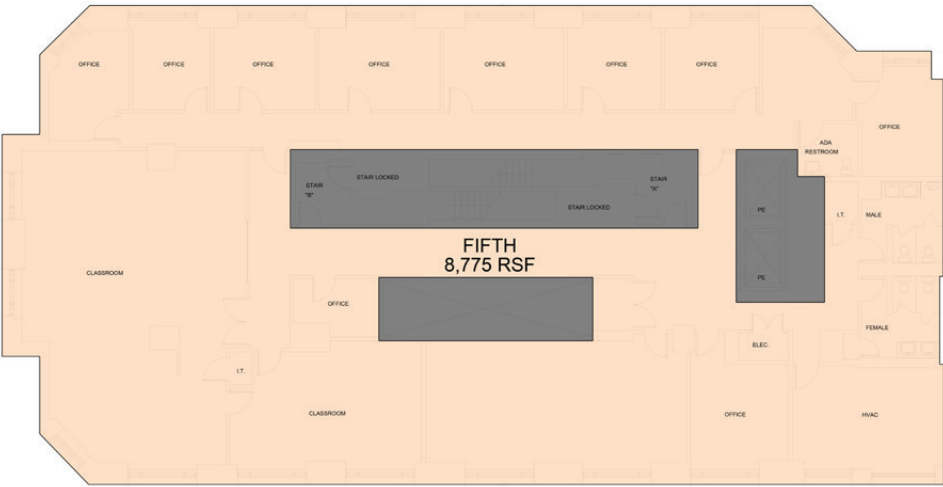 OFFICE
OFFICE
OFFICE
OFFICE
OFFICE
OFFICE
OFFICE
OFFICE
ADA
RESTROOM
STAIR LOCKED
STAIR
"B"
STAIR
"A"
STAIR LOCKED
PE
I.T.
MALE
FIFTH
8,775 RSF
CLASSROOM
PE
OFFICE
FEMALE
ELEC.
I.T.
CLASSROOM
OFFICE
HVAC